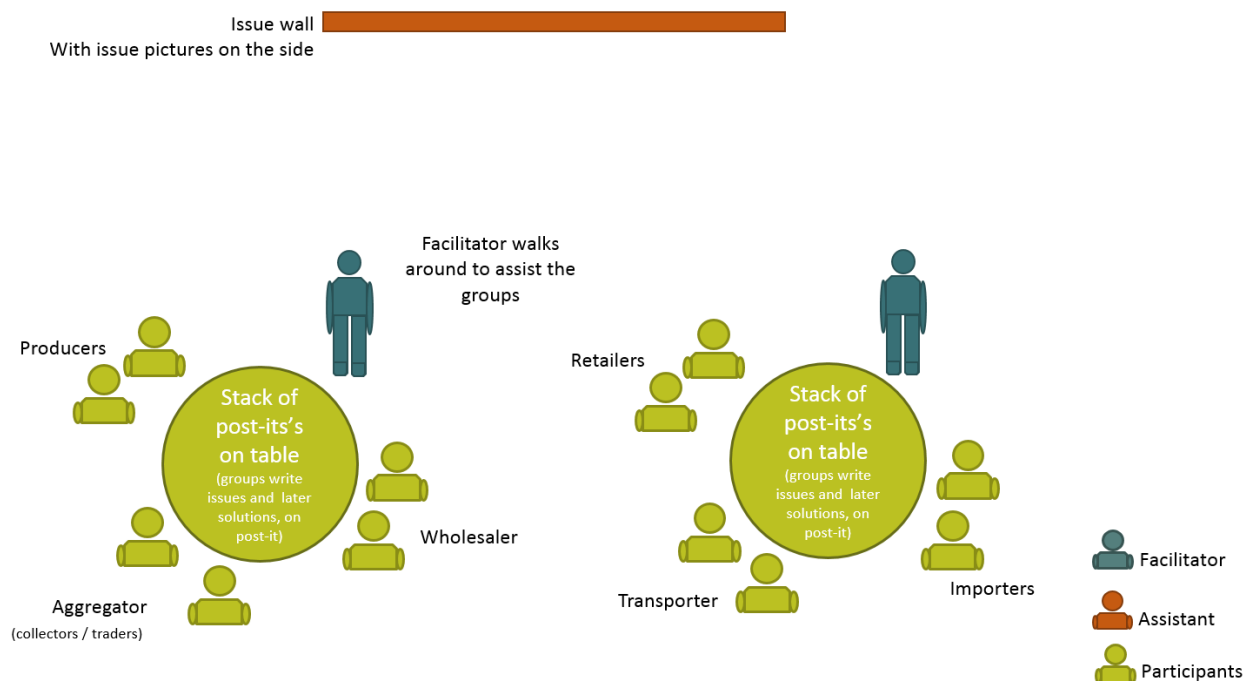 Issue wall
With issue pictures on the side
Facilitator walks
around to assist the
groups
Producers
Stack of
post-its's
on table
(groups write
issues and later
solutions, on
post-it)
Wholesaler
Aggregator
(collectors / traders)
Retailers
Stack of
post-its's
on table
(groups write
issues and later
solutions, on
post-it)
Transporter
Importers
Facilitator
Assistant
Participants